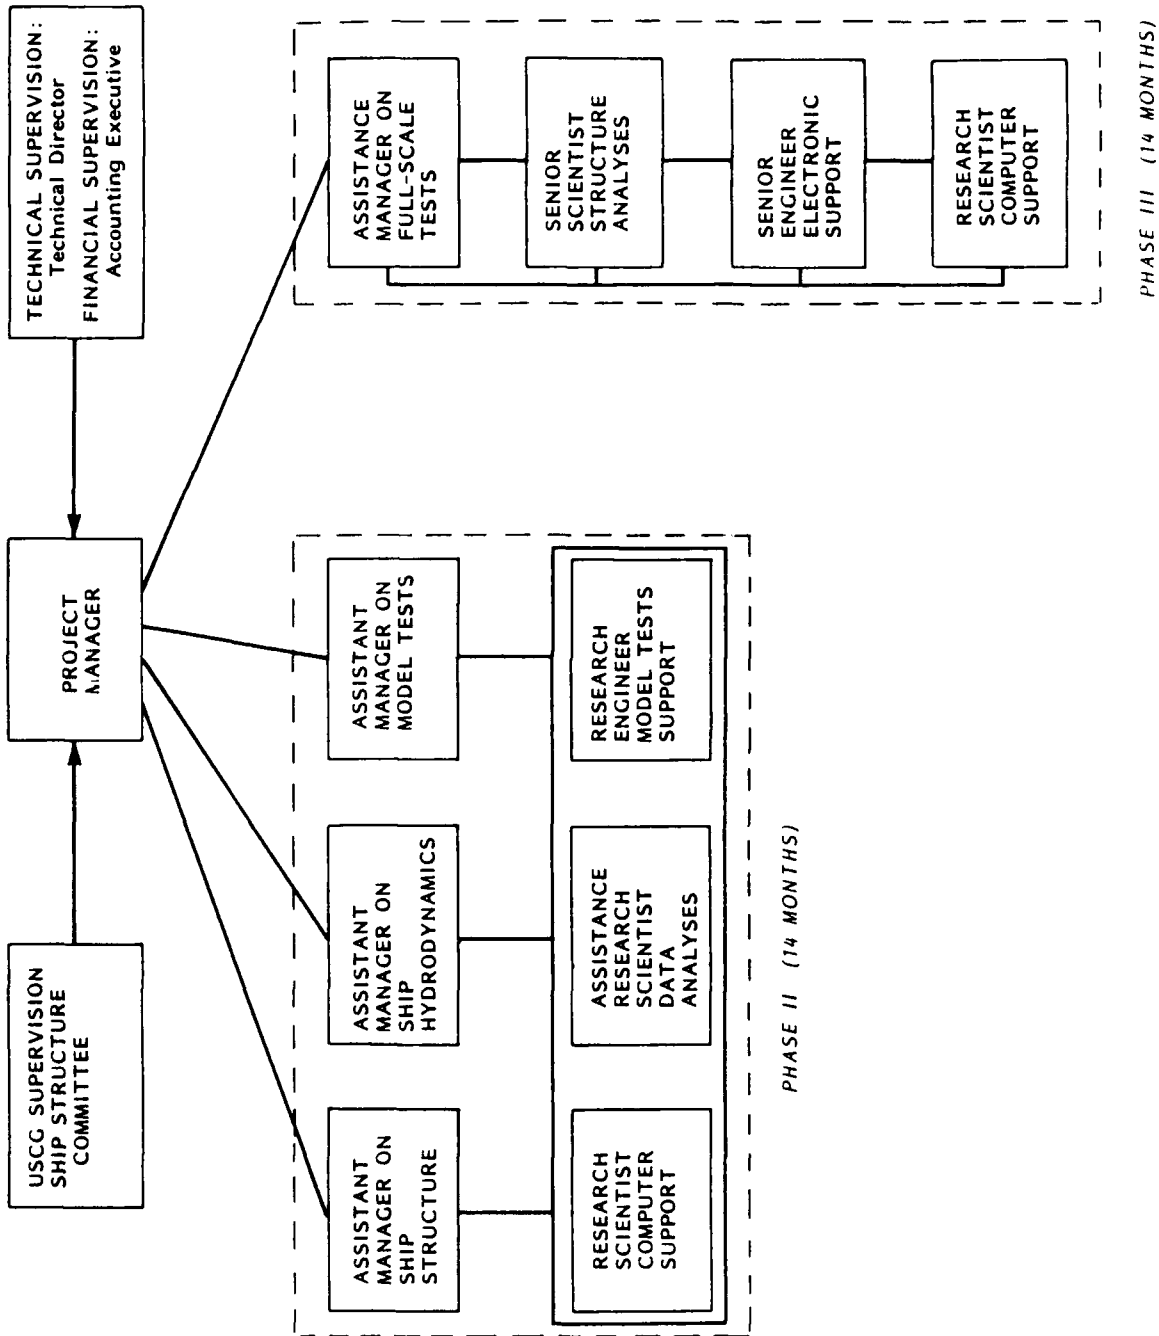 USCG SUPERVISION
SHIP STRUCTURE
COMMITTEE
PROJECT
MANAGER
TECHNICAL SUPERVISION:
Technical Director
FINANCIAL SUPERVISION:
Accounting Executive
ASSISTANT
MANAGER ON
SHIP
STRUCTURE
ASSISTANT
MANAGER ON
SHIP
HYDRODYNAMICS
ASSISTANT
MANAGER ON
MODEL TESTS
RESEARCH
SCIENTIST
COMPUTER
SUPPORT
ASSISTANCE
RESEARCH
SCIENTIST
DATA
ANALYSES
RESEARCH
ENGINEER
MODEL TESTS
SUPPORT
PHASE II (14 MONTHS)
ASSISTANCE
MANAGER ON
FULL-SCALE
TESTS
SENIOR
SCIENTIST
STRUCTURE
ANALYSES
SENIOR
ENGINEER
ELECTRONIC
SUPPORT
RESEARCH
SCIENTIST
COMPUTER
SUPPORT
PHASE III (14 MONTHS)